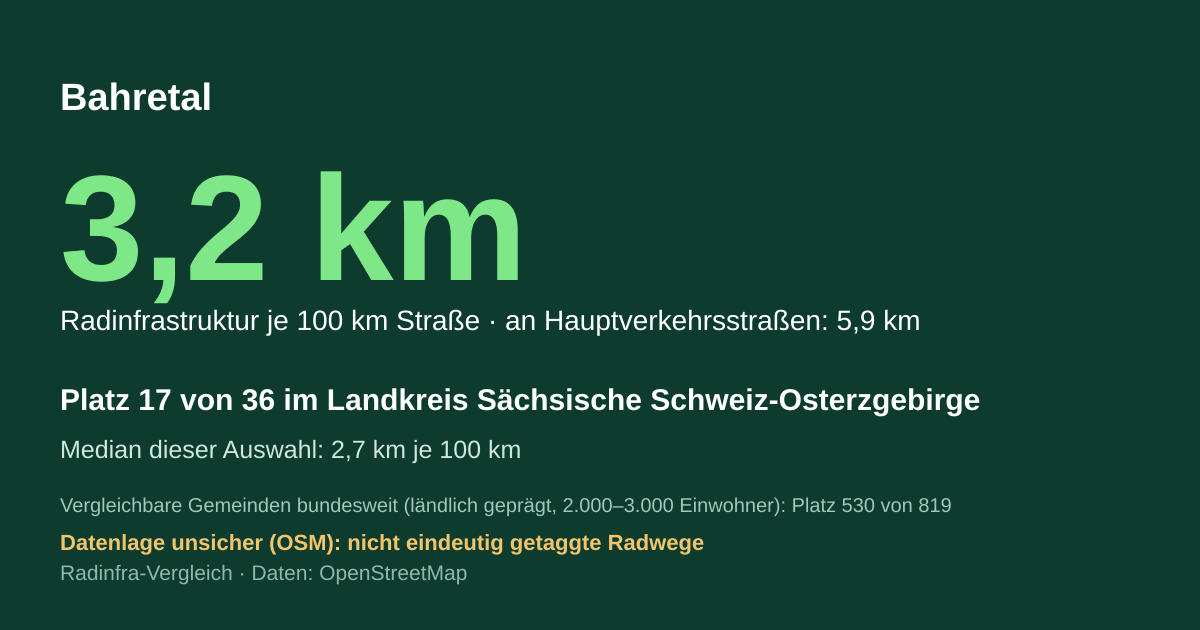 Bahretal
3,2 km
Radinfrastruktur je 100 km Straße · an Hauptverkehrsstraßen: 5,9 km
Platz 17 von 36 im Landkreis Sächsische Schweiz-Osterzgebirge
Median dieser Auswahl: 2,7 km je 100 km
Vergleichbare Gemeinden bundesweit (ländlich geprägt, 2.000–3.000 Einwohner): Platz 530 von 819
Datenlage unsicher (OSM): nicht eindeutig getaggte Radwege
Radinfra-Vergleich · Daten: OpenStreetMap